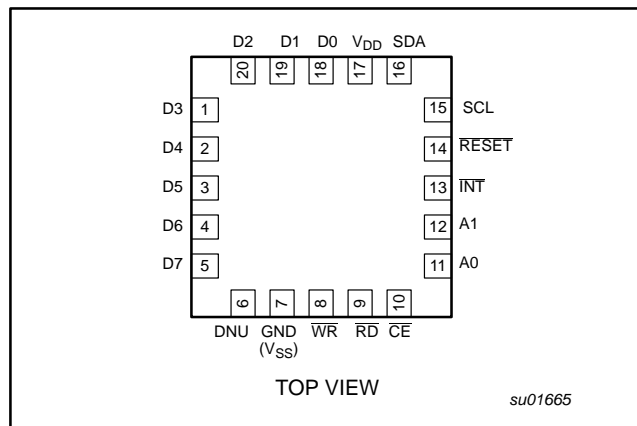 D2 D1 D0 VDD SDA
20 19 18 17 16
D3 1 15 SCL
D4 2 14 RESET
D5 3 13 INT
D6 4 12 A1
D7 5 11 A0
6 7 8 9 10
DNU GND WR RD CE
(VSS)
TOP VIEW
su01665